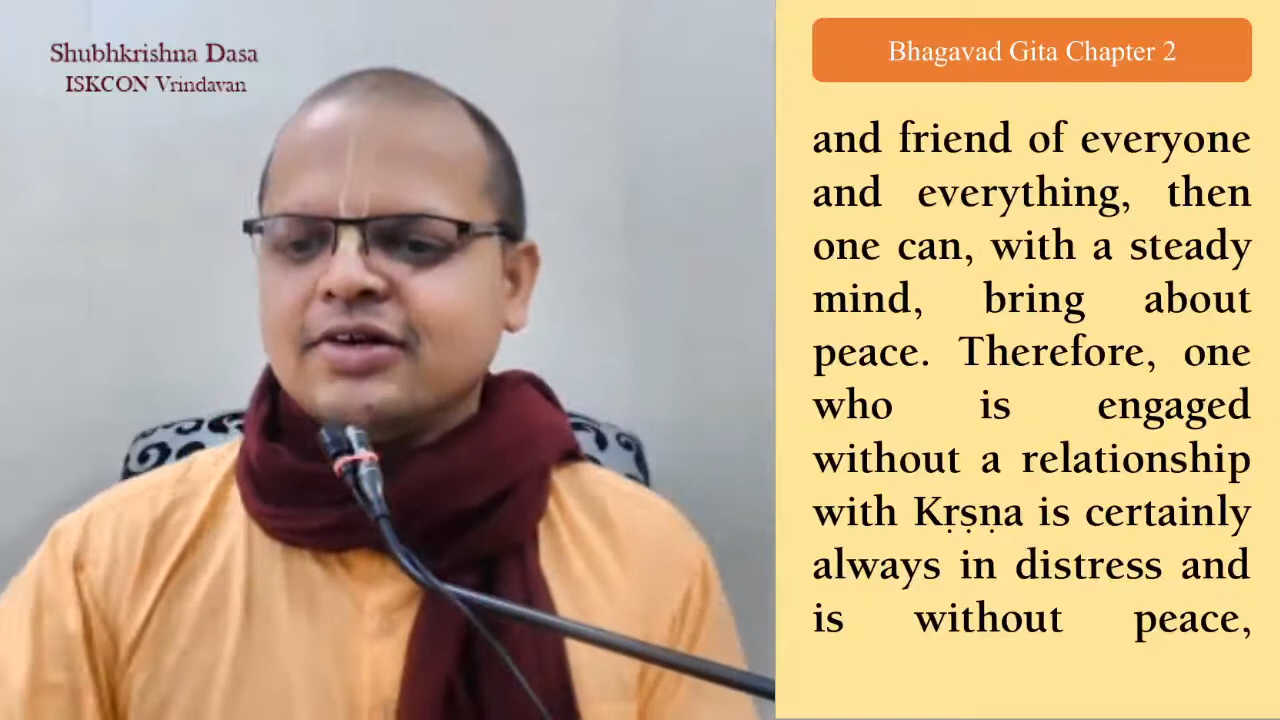 Shubhkrishna Dasa
ISKCON Vrindavan
Bhagavad Gita Chapter 2
and friend of everyone
and everything, then
one can, with a steady
mind, bring about
peace. Therefore, one
who is engaged
without a relationship
with Kṛṣṇa is certainly
always in distress and
is without peace,